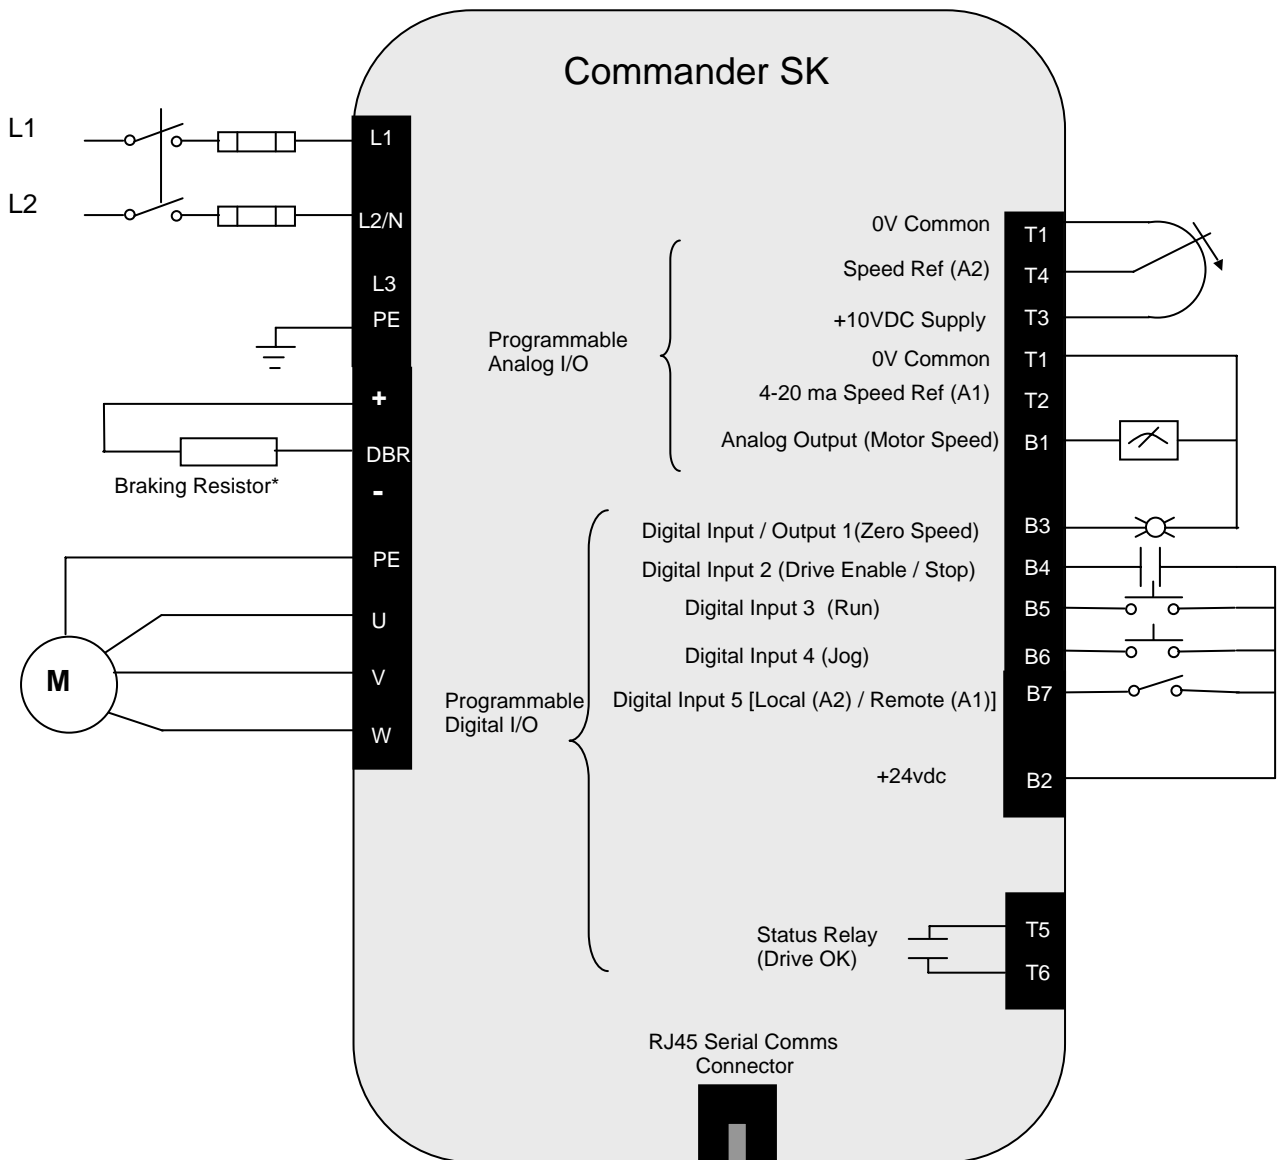 Commander SK
L1
L2
L1
L2/N
L3
PE
+
DBR
-
Braking Resistor*
PE
U
V
W
M
Programmable
Analog I/O
0V Common
Speed Ref (A2)
+10VDC Supply
0V Common
4-20 ma Speed Ref (A1)
Analog Output (Motor Speed)
T1
T4
T3
T1
T2
B1
Programmable
Digital I/O
Digital Input / Output 1(Zero Speed)
Digital Input 2 (Drive Enable / Stop)
Digital Input 3 (Run)
Digital Input 4 (Jog)
Digital Input 5 [Local (A2) / Remote (A1)]
+24vdc
B3
B4
B5
B6
B7
B2
Status Relay
(Drive OK)
T5
T6
RJ45 Serial Comms
Connector